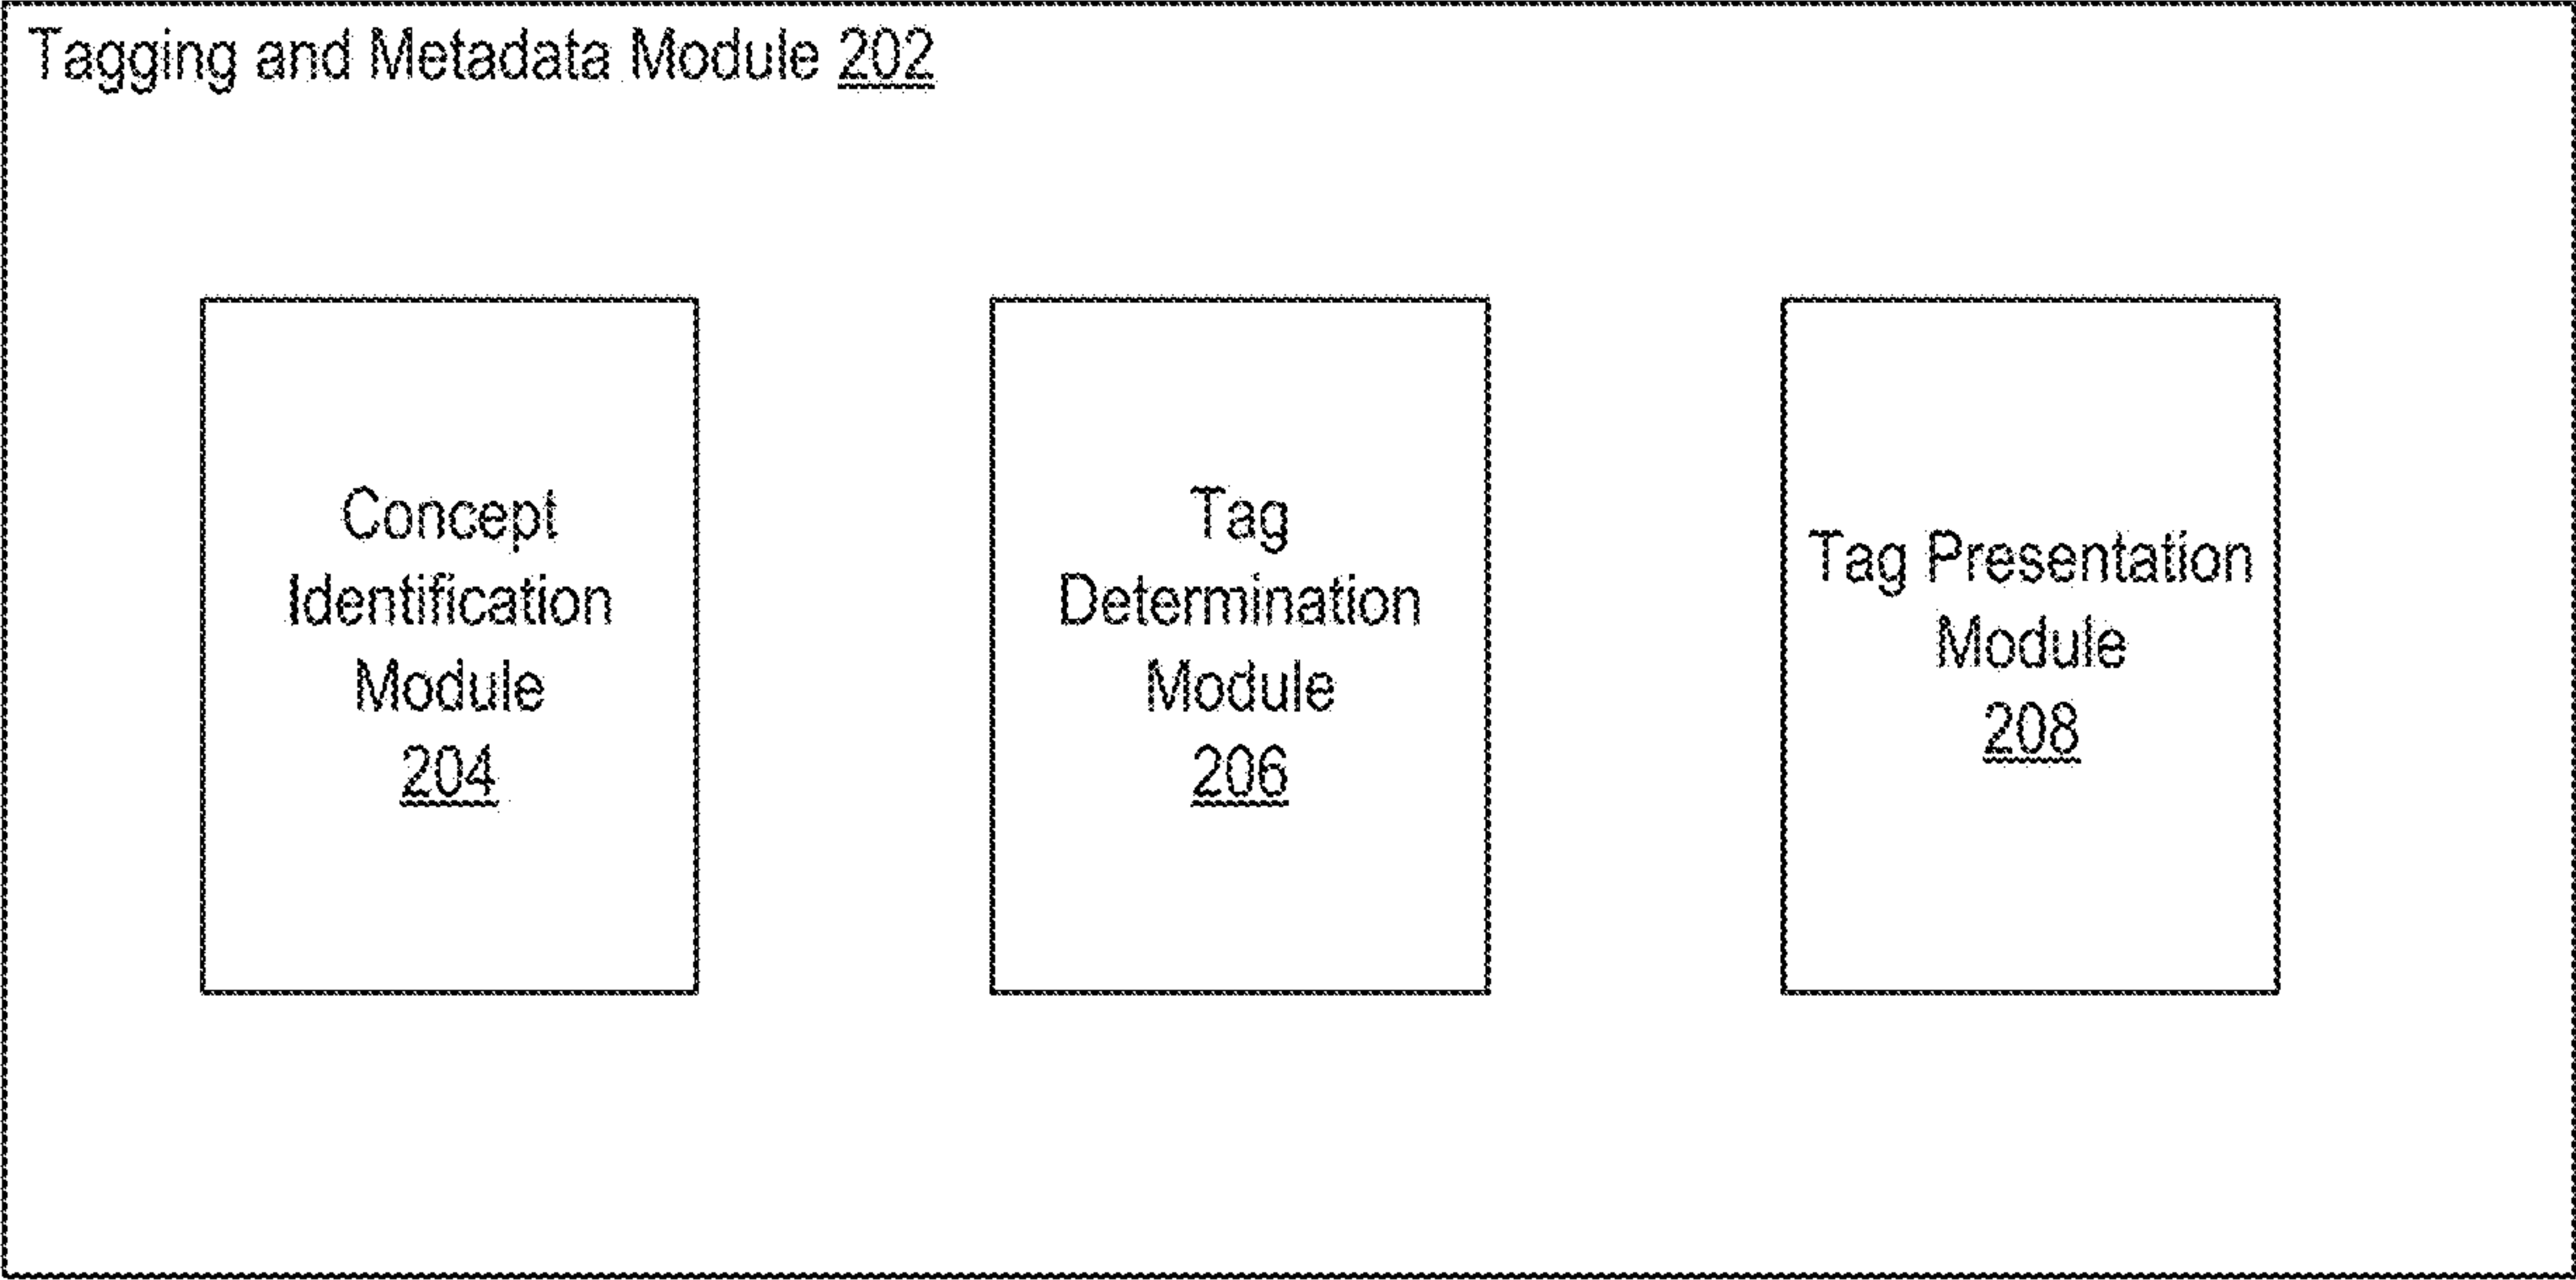 Tagging and Metadata Module 202
Concept
Identification
Module
204
Tag
Determination
Module
206
Tag Presentation
Module
208